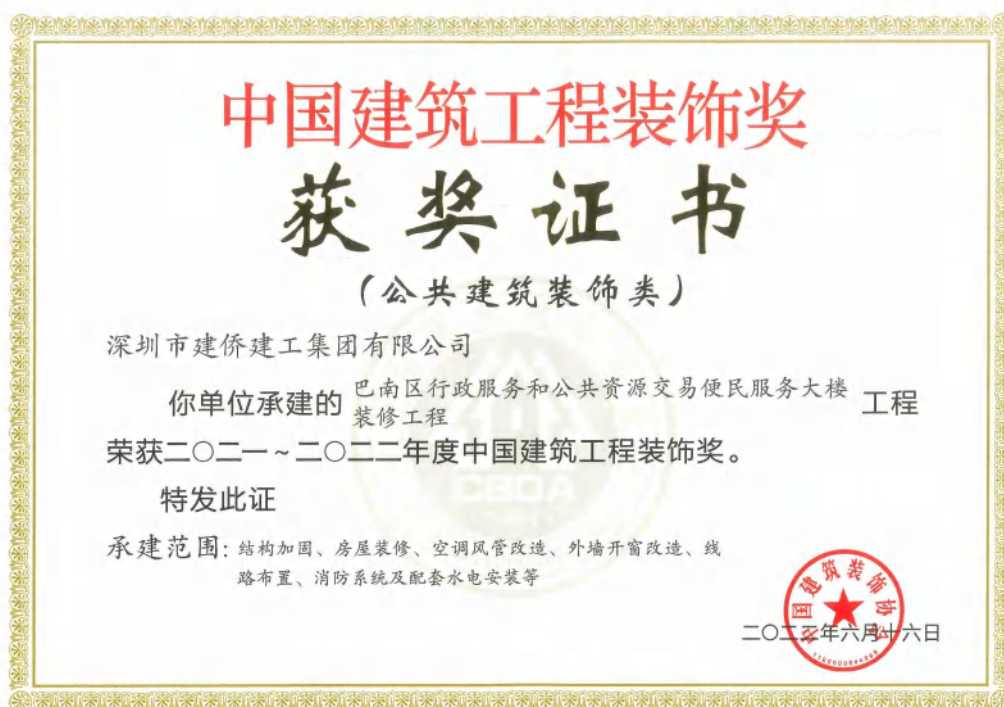 中国建筑工程装饰奖
获奖证书
（公共建筑装饰类）
深圳市建侨建工集团有限公司
你单位承建的 巴南区行政服务和公共资源交易便民服务大楼
装修工程 工程
荣获二〇二一～二〇二二年度中国建筑工程装饰奖。
特发此证
承建范围：结构加固、房屋装修、空调风管改造、外墙开窗改造、线
路布置、消防系统及配套水电安装等
中国建筑装饰协会
年六月十六日
CBDA